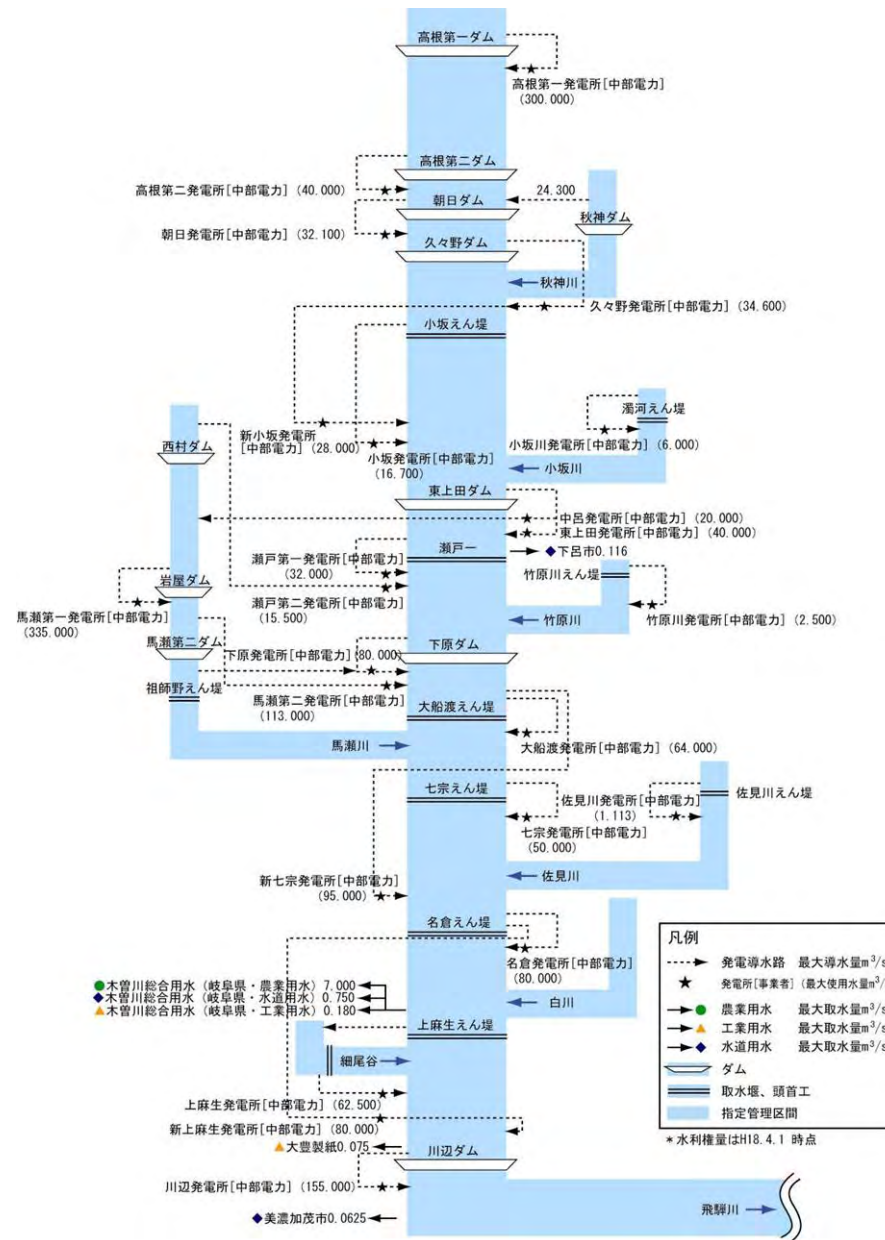 高根第一ダム
高根第一発電所[中部電力]
(300.000)
高根第二ダム
高根第二発電所[中部電力] (40.000)
24.300
朝日ダム
秋神ダム
朝日発電所[中部電力] (32.100)
久々野ダム
秋神川
久々野発電所[中部電力] (34.600)
小坂えん堤
濁河えん堤
新小坂発電所
[中部電力] (28.000)
小坂川発電所[中部電力] (6.000)
西村ダム
小坂発電所[中部電力]
(16.700)
小坂川
東上田ダム
中呂発電所[中部電力] (20.000)
東上田発電所[中部電力] (40.000)
瀬戸一
下呂市0.116
瀬戸第一発電所[中部電力]
(32.000)
竹原川えん堤
岩屋ダム
瀬戸第二発電所[中部電力]
(15.500)
馬瀬第一発電所[中部電力]
(335.000)
竹原川
竹原川発電所[中部電力] (2.500)
馬瀬第二ダム
下原発電所[中部電力] (80.000)
下原ダム
祖師野えん堤
馬瀬第二発電所[中部電力]
(113.000)
大船渡えん堤
馬瀬川
大船渡発電所[中部電力] (64.000)
七宗えん堤
佐見川発電所[中部電力]
(1.113)
佐見川えん堤
七宗発電所[中部電力]
(50.000)
新七宗発電所[中部電力]
(95.000)
佐見川
名倉えん堤
名倉発電所[中部電力]
(80.000)
木曽川総合用水 (岐阜県・農業用水) 7.000
木曽川総合用水 (岐阜県・水道用水) 0.750
木曽川総合用水 (岐阜県・工業用水) 0.180
白川
上麻生えん堤
細尾谷
上麻生発電所[中部電力] (62.500)
新上麻生発電所[中部電力] (80.000)
大豊製紙0.075
川辺ダム
川辺発電所[中部電力] (155.000)
美濃加茂市0.0625
飛騨川
凡例
発電導水路 最大導水量m³/s
発電所[事業者] (最大使用水量m³/
農業用水 最大取水量m³/s
工業用水 最大取水量m³/s
水道用水 最大取水量m³/s
ダム
取水堰、頭首工
指定管理区間
*水利権量はH18.4.1 時点